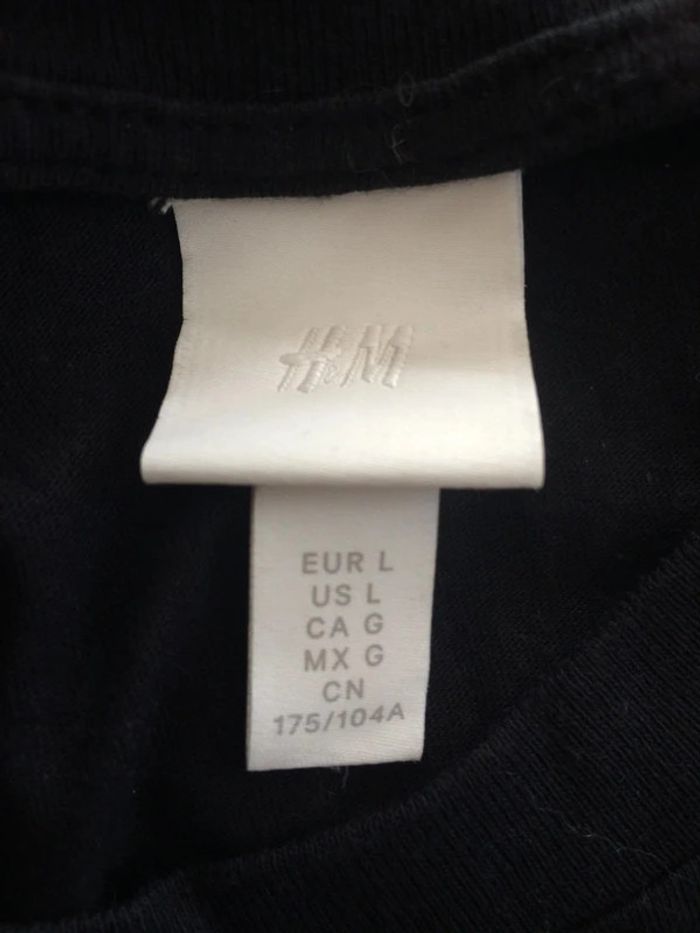 H&M
EUR L
US L
CA G
MX G
CN
175/104A